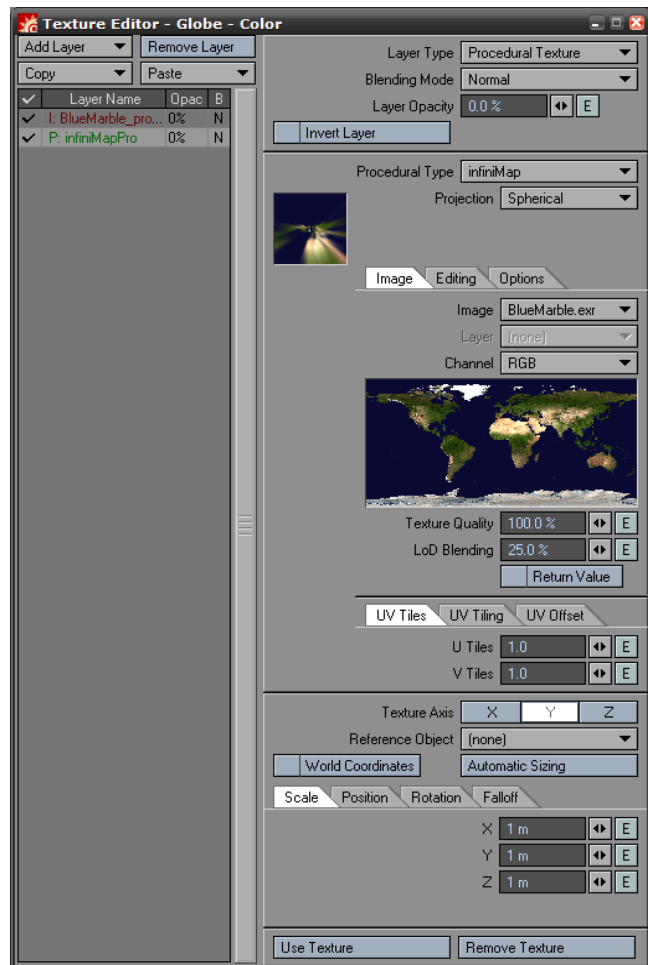 Texture Editor - Globe - Color
Add Layer
Remove Layer
Copy
Paste
Layer Name Opac B
I: BlueMarble_pro... 0% N
P: infiniMapPro 0% N
Layer Type Procedural Texture
Blending Mode Normal
Layer Opacity 0.0 % E
Invert Layer
Procedural Type infiniMap
Projection Spherical
Image Editing Options
Image BlueMarble.exr
Layer (none)
Channel RGB
Texture Quality 100.0 % E
LoD Blending 25.0 % E
Return Value
UV Tiles UV Tiling UV Offset
U Tiles 1.0 E
V Tiles 1.0 E
Texture Axis X Y Z
Reference Object (none)
World Coordinates Automatic Sizing
Scale Position Rotation Falloff
X 1 m E
Y 1 m E
Z 1 m E
Use Texture Remove Texture